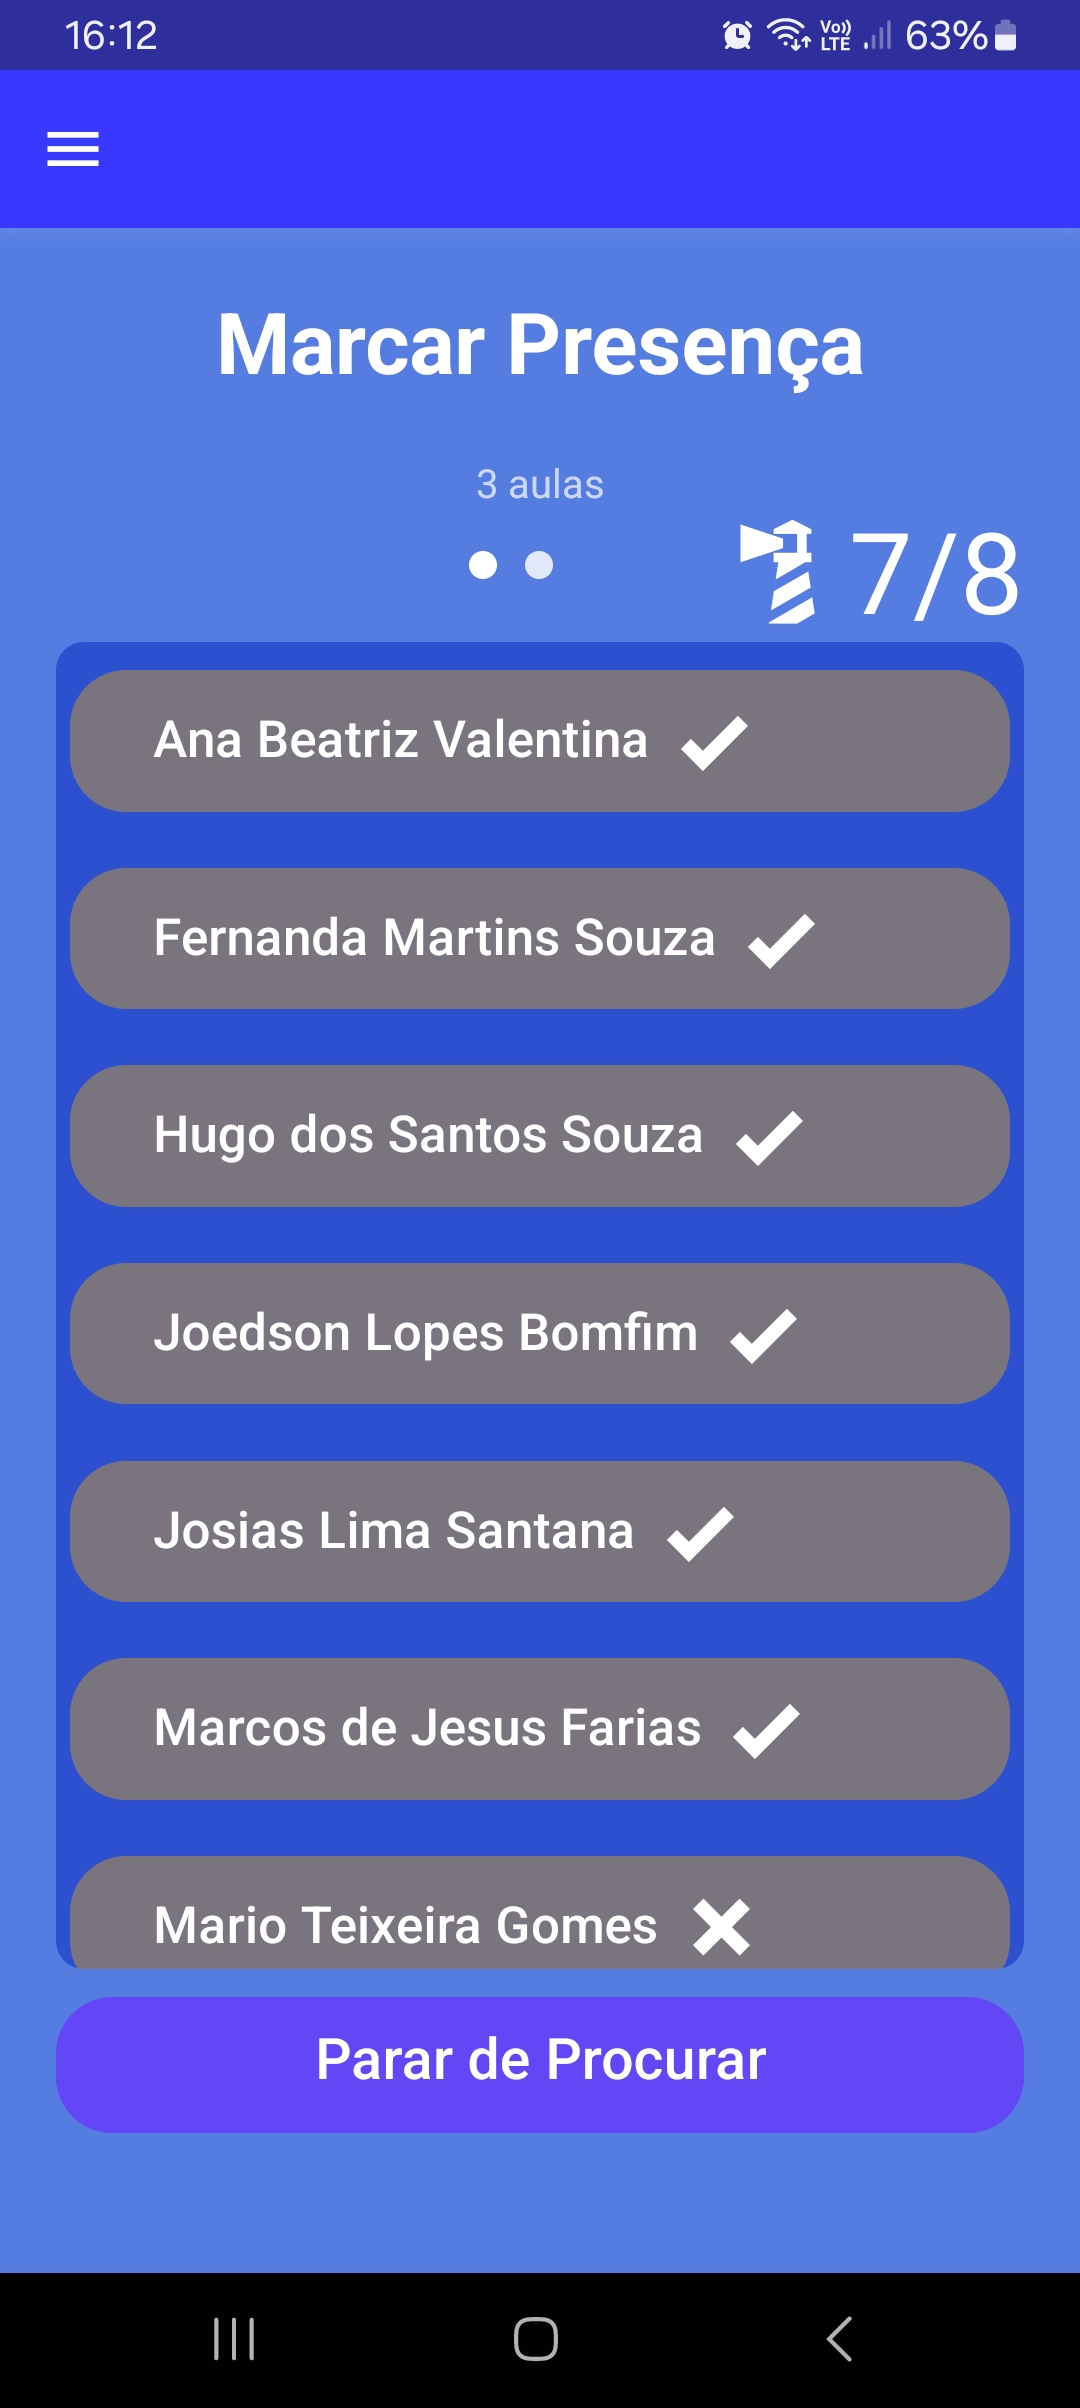 16:12
Vo)) LTE 63%
Marcar Presença
3 aulas
7/8
Ana Beatriz Valentina
Fernanda Martins Souza
Hugo dos Santos Souza
Joedson Lopes Bomfim
Josias Lima Santana
Marcos de Jesus Farias
Mario Teixeira Gomes
Parar de Procurar